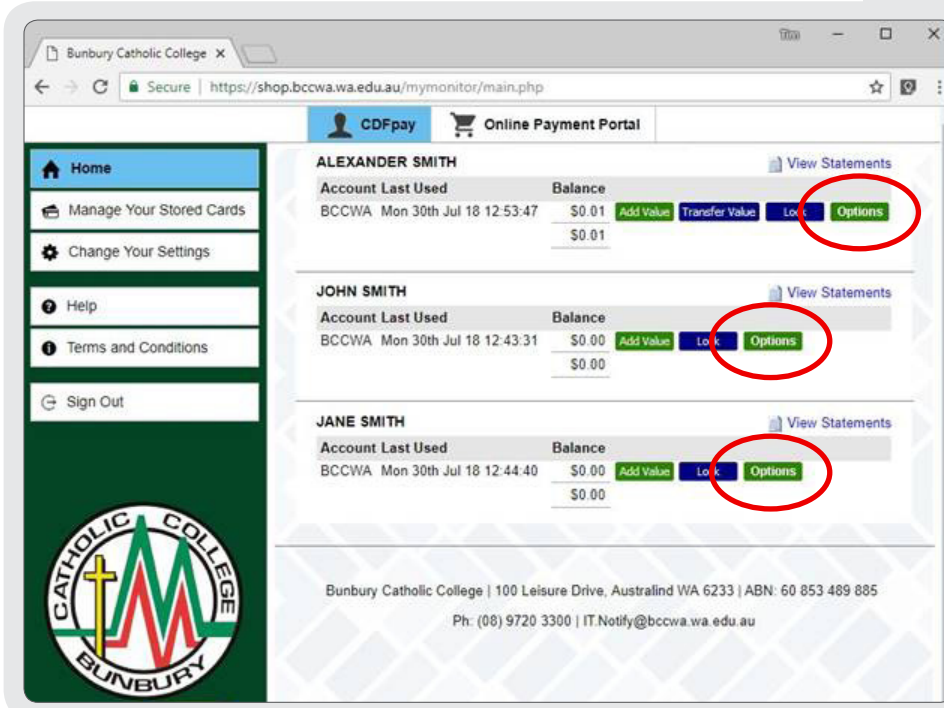 Tim
Bunbury Catholic College
Secure | https://shop.bccwa.wa.edu.au/mymonitor/main.php
CDFpay Online Payment Portal
Home
Manage Your Stored Cards
Change Your Settings
Help
Terms and Conditions
Sign Out
ALEXANDER SMITH View Statements
Account Last Used Balance
BCCWA Mon 30th Jul 18 12:53:47 $0.01 Add Value Transfer Value Lock Options
$0.01
JOHN SMITH View Statements
Account Last Used Balance
BCCWA Mon 30th Jul 18 12:43:31 $0.00 Add Value Lock Options
$0.00
JANE SMITH View Statements
Account Last Used Balance
BCCWA Mon 30th Jul 18 12:44:40 $0.00 Add Value Lock Options
$0.00
CATHOLIC COLLEGE
BUNBURY
Bunbury Catholic College | 100 Leisure Drive, Australind WA 6233 | ABN: 60 853 489 885
Ph: (08) 9720 3300 | IT.Notify@bccwa.wa.edu.au